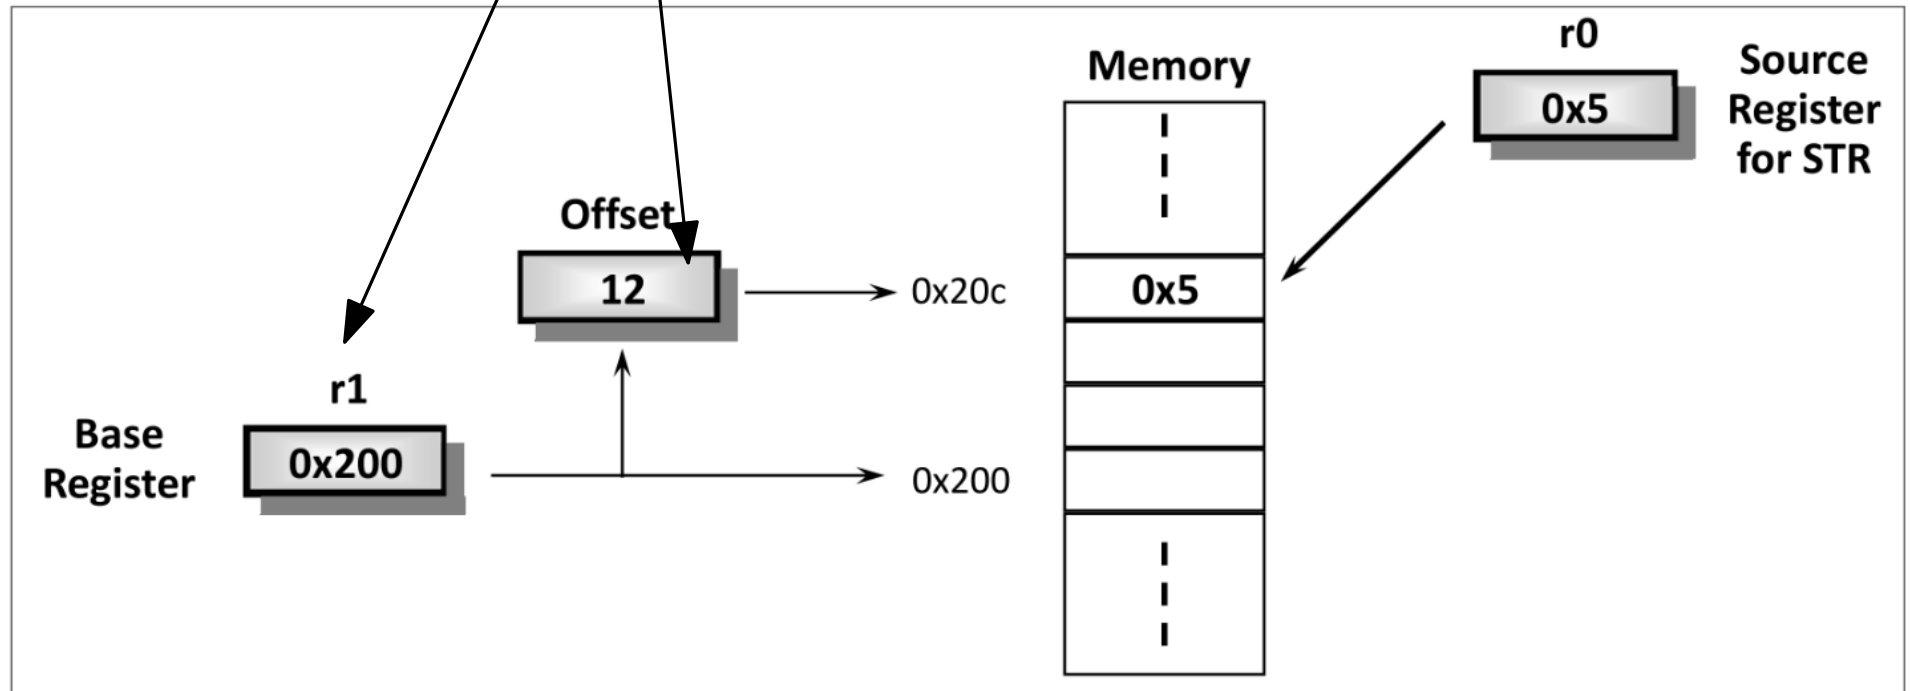 r0
Memory
Source
Register
for STR
0x5
Offset
12
0x20c
0x5
r1
Base
Register
0x200
0x200